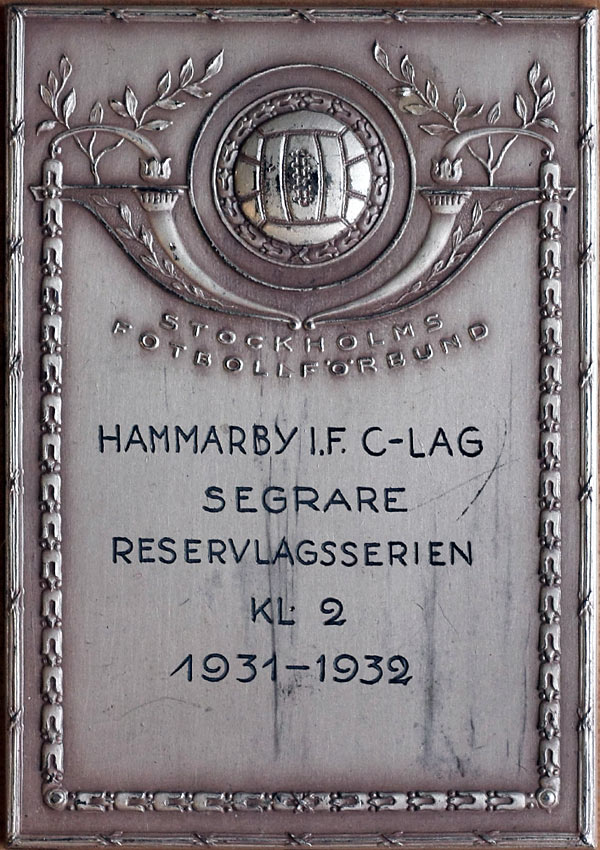 STOCKHOLMS
FOTBOLLFÖRBUND
HAMMARBY I.F. C-LAG
SEGRARE
RESERVLAGSSERIEN
KL. 2
1931-1932